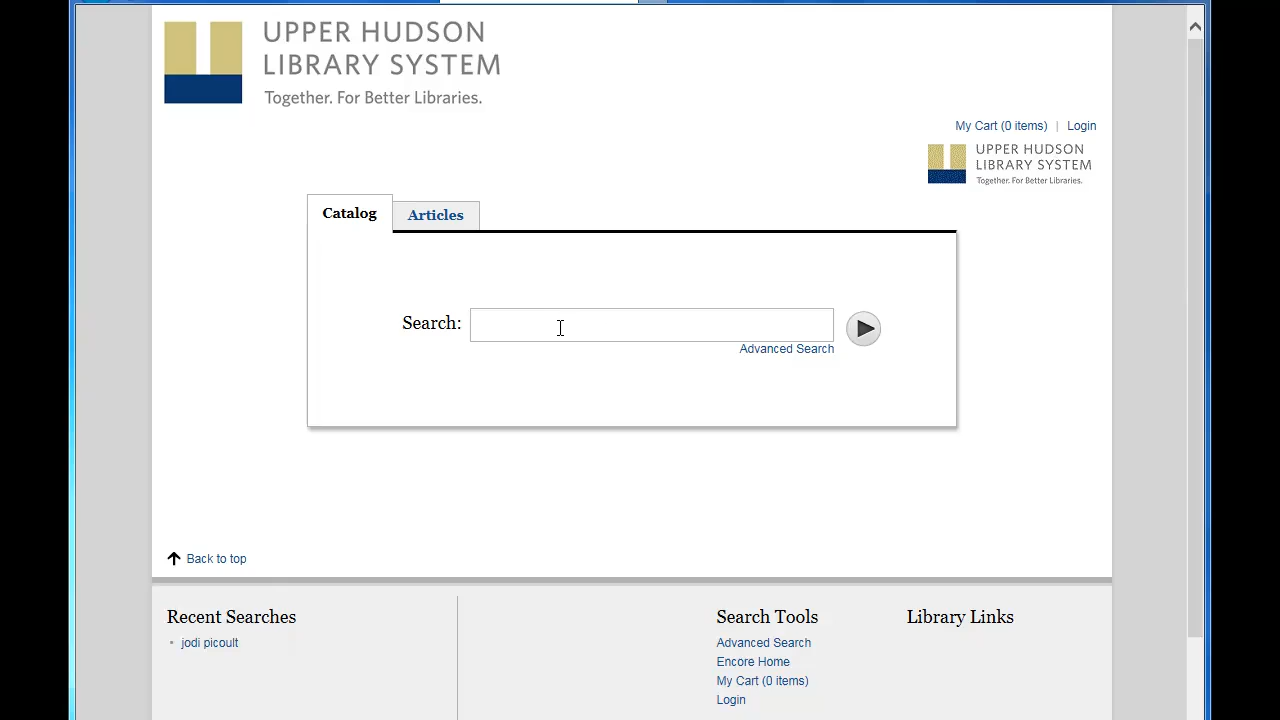 UPPER HUDSON
LIBRARY SYSTEM
Together. For Better Libraries.
My Cart (0 items) | Login
UPPER HUDSON
LIBRARY SYSTEM
Together. For Better Libraries.
Catalog
Articles
Search:
Advanced Search
Back to top
Recent Searches
jodi picoult
Search Tools
Advanced Search
Encore Home
My Cart (0 items)
Login
Library Links